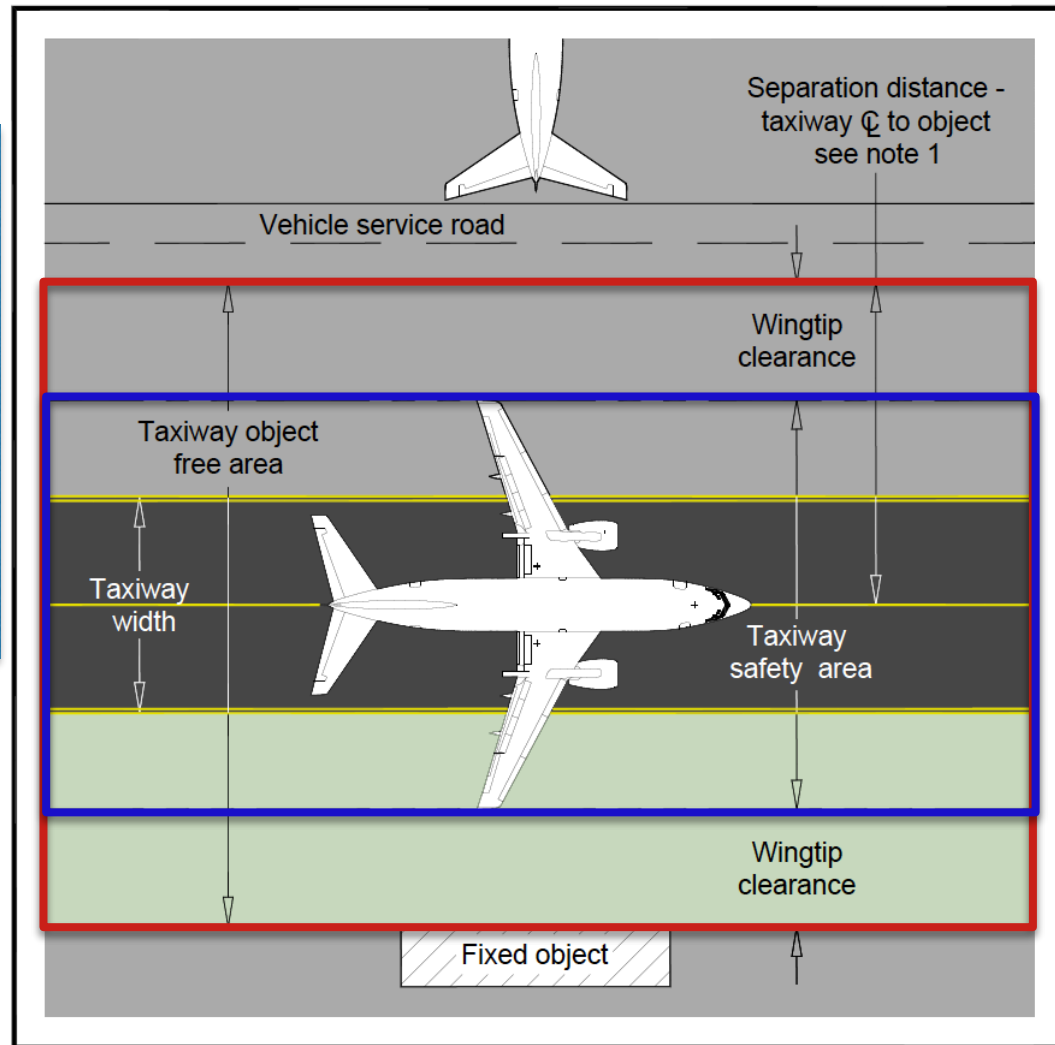 Separation distance -
taxiway ℄ to object
see note 1
Vehicle service road
Wingtip
clearance
Taxiway object
free area
Taxiway
width
Taxiway
safety area
Wingtip
clearance
Fixed object